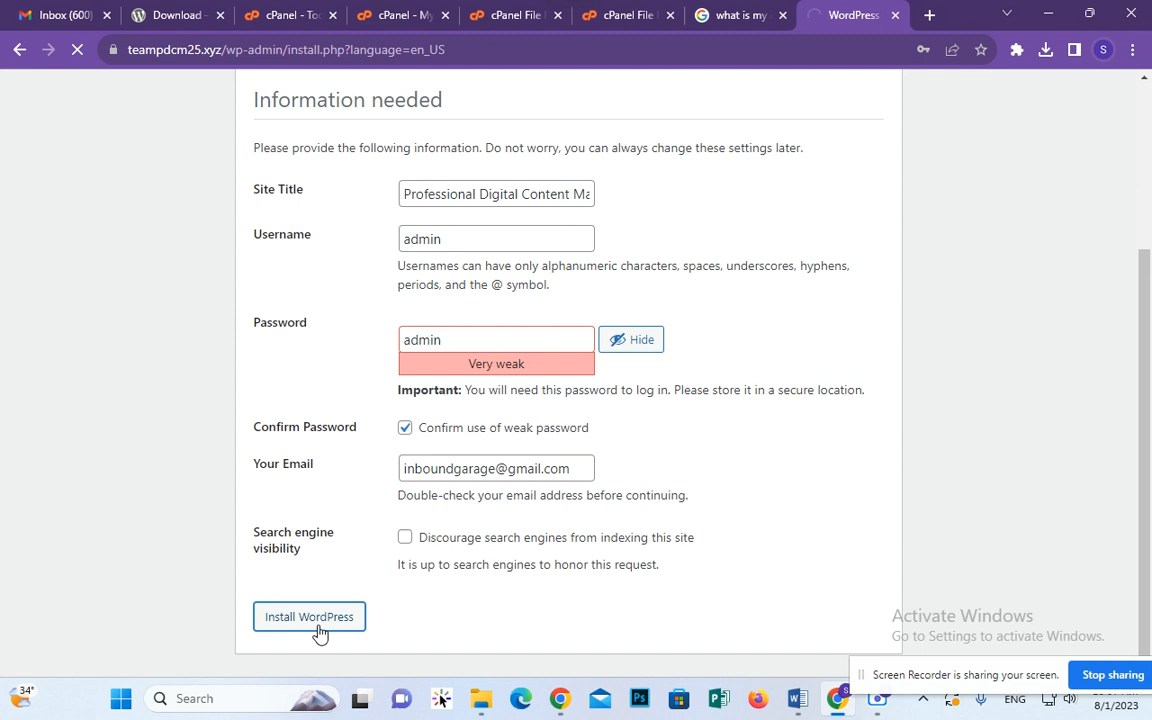 Inbox (600)
Download -
cPanel - Too
cPanel - My
cPanel File
cPanel File
what is my
WordPress
teampdcm25.xyz/wp-admin/install.php?language=en_US
S
Information needed
Please provide the following information. Do not worry, you can always change these settings later.
Site Title
Professional Digital Content Ma
Username
admin
Usernames can have only alphanumeric characters, spaces, underscores, hyphens,
periods, and the @ symbol.
Password
admin
Hide
Very weak
Important: You will need this password to log in. Please store it in a secure location.
Confirm Password
Confirm use of weak password
Your Email
inboundgarage@gmail.com
Double-check your email address before continuing.
Search engine
visibility
Discourage search engines from indexing this site
It is up to search engines to honor this request.
Install WordPress
Activate Windows
Go to Settings to activate Windows.
Screen Recorder is sharing your screen.
Stop sharing
34°
Search
ENG
8/1/2023